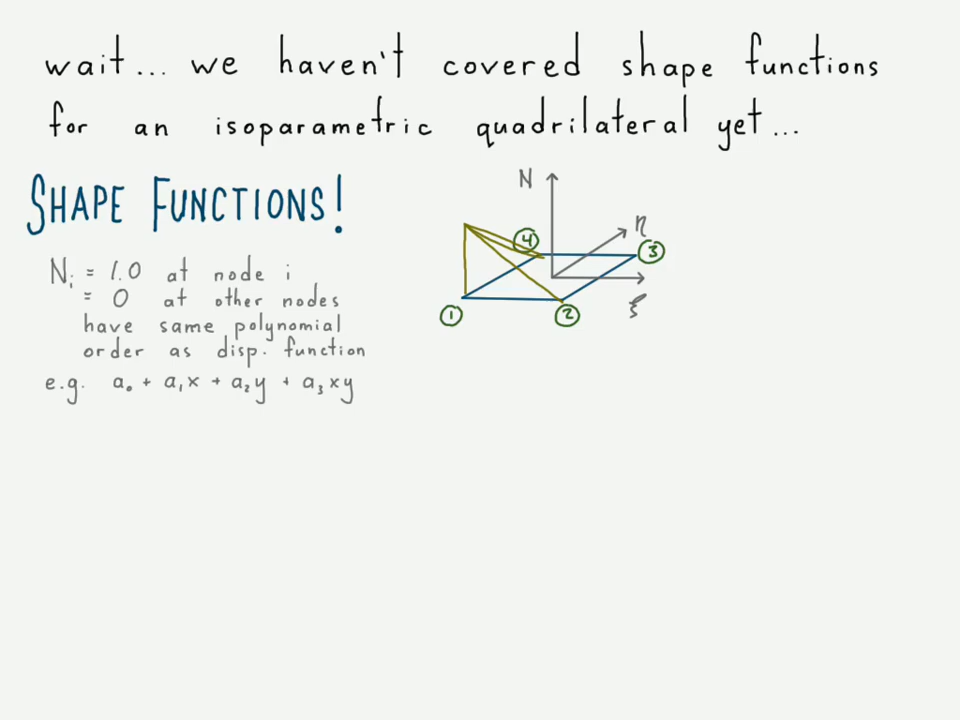 wait... we haven't covered shape functions
for an isoparametric quadrilateral yet...
SHAPE FUNCTIONS!
Nᵢ = 1.0 at node i
= 0 at other nodes
have same polynomial
order as disp. function
e.g. a₀ + a₁x + a₂y + a₃xy
N
η
④
③
①
②
ξ